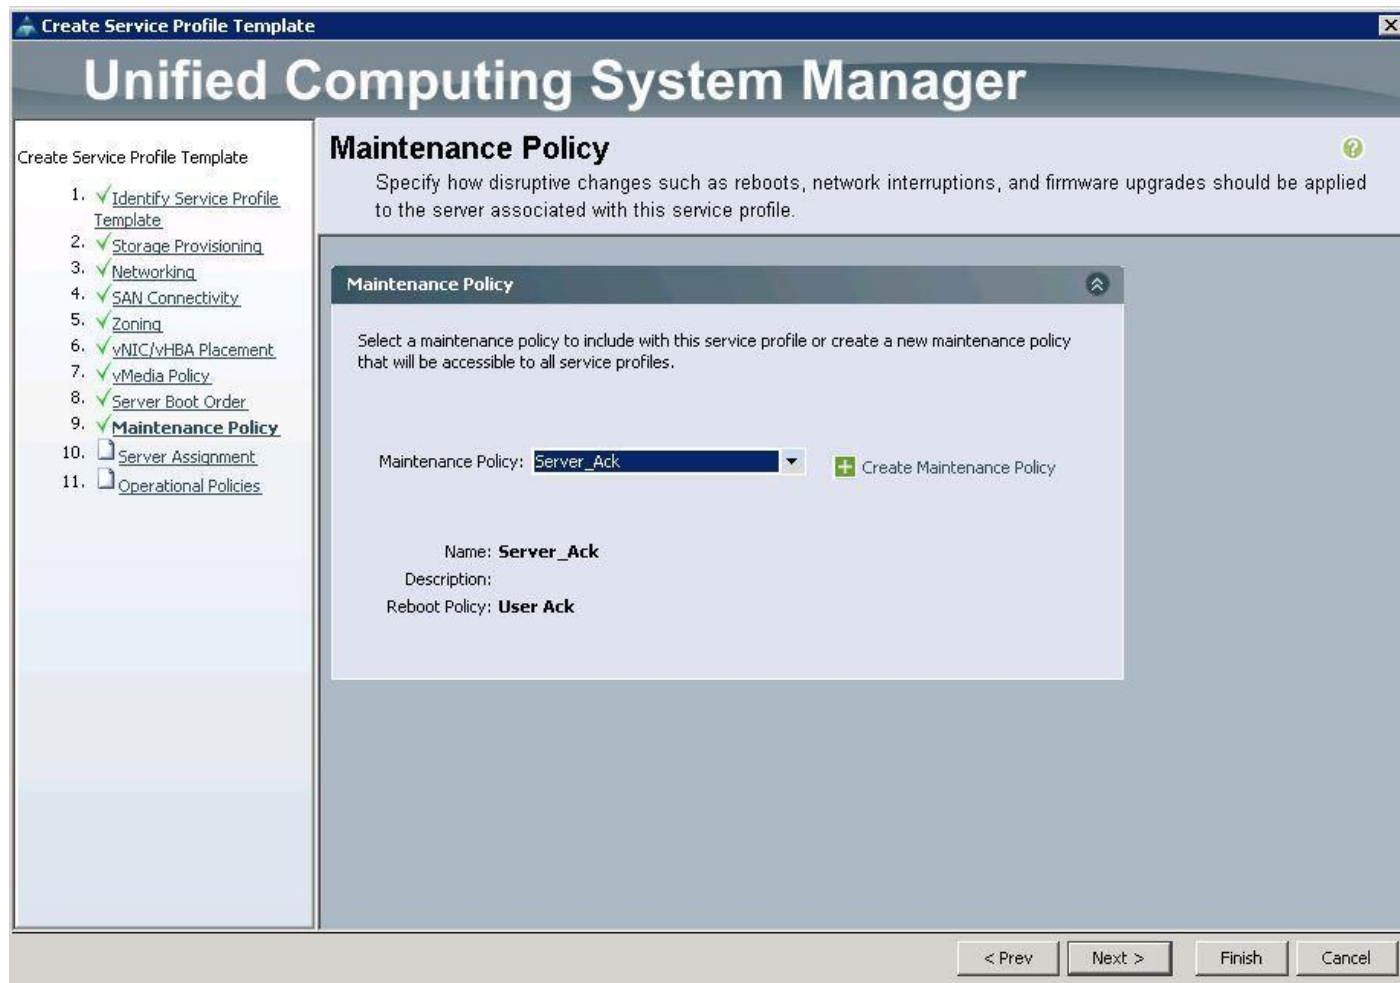 Create Service Profile Template
Unified Computing System Manager
Create Service Profile Template
1. Identify Service Profile
Template
2. Storage Provisioning
3. Networking
4. SAN Connectivity
5. Zoning
6. vNIC/vHBA Placement
7. vMedia Policy
8. Server Boot Order
9. Maintenance Policy
10. Server Assignment
11. Operational Policies
Maintenance Policy
Specify how disruptive changes such as reboots, network interruptions, and firmware upgrades should be applied
to the server associated with this service profile.
Maintenance Policy
Select a maintenance policy to include with this service profile or create a new maintenance policy
that will be accessible to all service profiles.
Maintenance Policy: Server_Ack
Create Maintenance Policy
Name: Server_Ack
Description:
Reboot Policy: User Ack
< Prev
Next >
Finish
Cancel